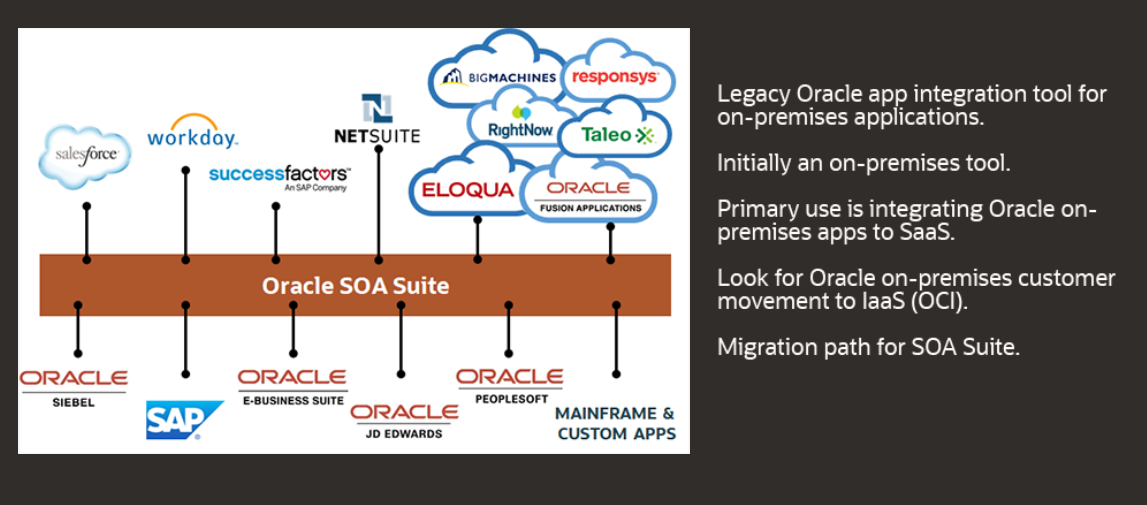 BIGMACHINES
responsys
RightNow
Taleo
ELOQUA
ORACLE
FUSION APPLICATIONS
NETSUITE
workday
salesforce
successfactors
An SAP Company
Oracle SOA Suite
ORACLE
SIEBEL
SAP
ORACLE
E-BUSINESS SUITE
ORACLE
JD EDWARDS
ORACLE
PEOPLESOFT
MAINFRAME &
CUSTOM APPS
Legacy Oracle app integration tool for
on-premises applications.
Initially an on-premises tool.
Primary use is integrating Oracle on-
premises apps to SaaS.
Look for Oracle on-premises customer
movement to IaaS (OCI).
Migration path for SOA Suite.